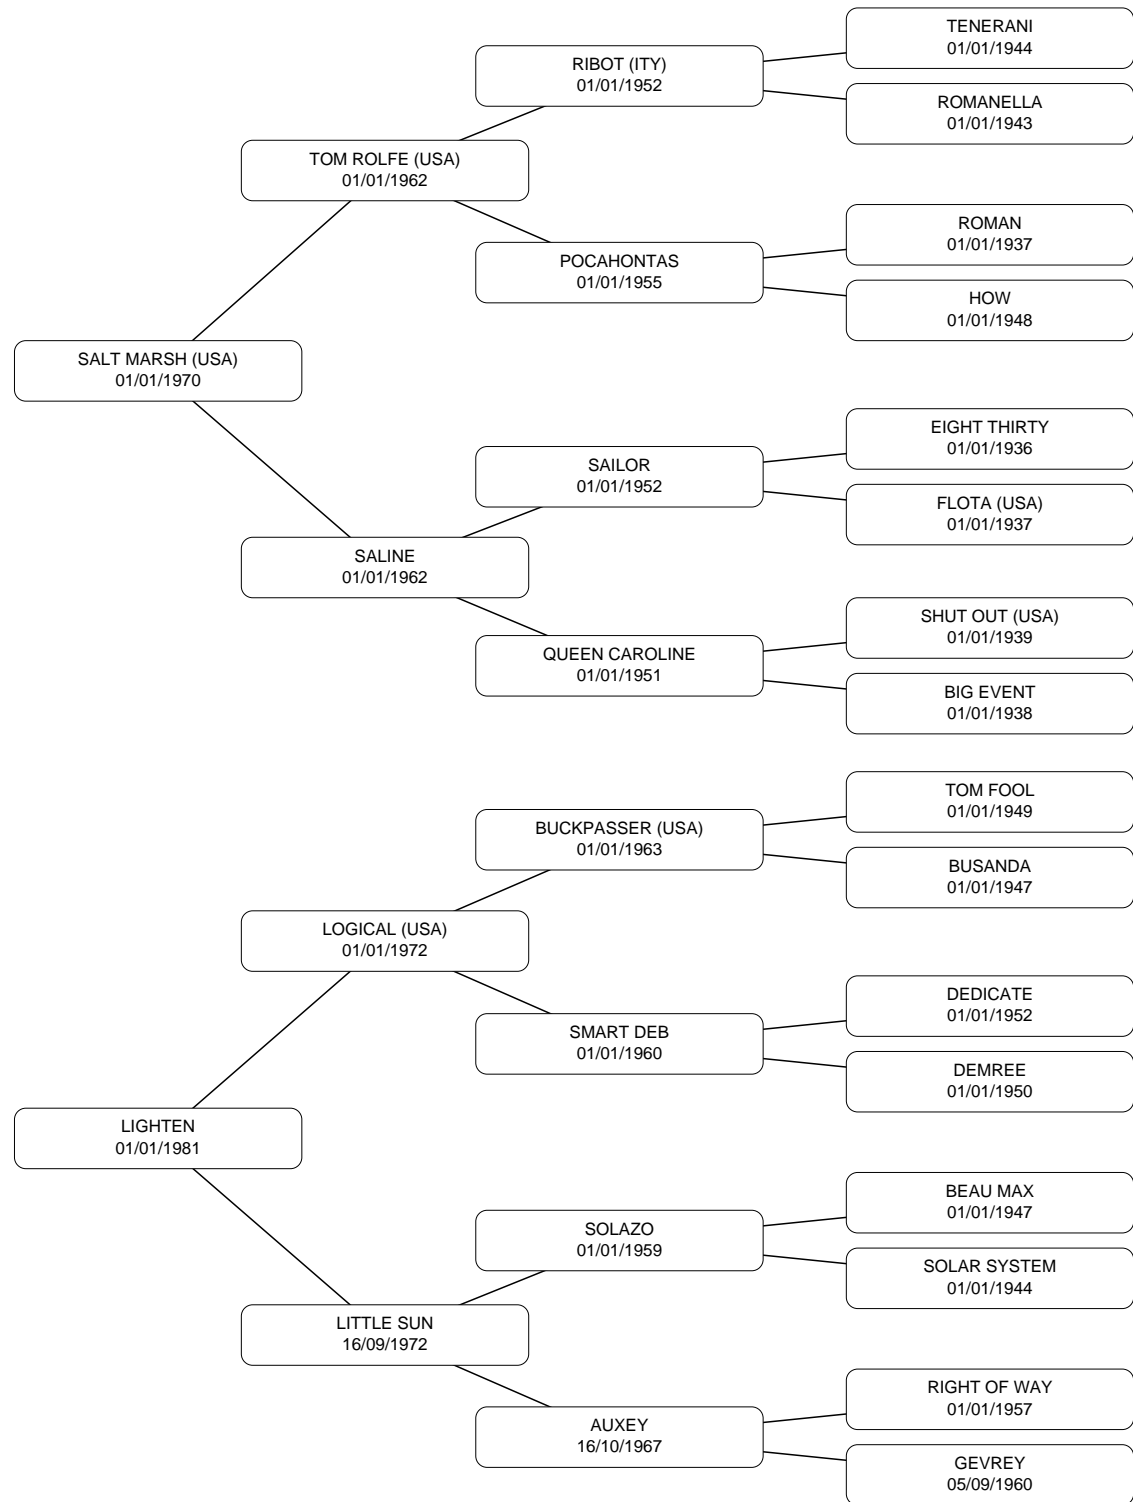 TENERANI
01/01/1944
RIBOT (ITY)
01/01/1952
ROMANELLA
01/01/1943
TOM ROLFE (USA)
01/01/1962
ROMAN
01/01/1937
POCAHONTAS
01/01/1955
HOW
01/01/1948
SALT MARSH (USA)
01/01/1970
EIGHT THIRTY
01/01/1936
SAILOR
01/01/1952
FLOTA (USA)
01/01/1937
SALINE
01/01/1962
SHUT OUT (USA)
01/01/1939
QUEEN CAROLINE
01/01/1951
BIG EVENT
01/01/1938
TOM FOOL
01/01/1949
BUCKPASSER (USA)
01/01/1963
BUSANDA
01/01/1947
LOGICAL (USA)
01/01/1972
DEDICATE
01/01/1952
SMART DEB
01/01/1960
DEMREE
01/01/1950
LIGHTEN
01/01/1981
BEAU MAX
01/01/1947
SOLAZO
01/01/1959
SOLAR SYSTEM
01/01/1944
LITTLE SUN
16/09/1972
RIGHT OF WAY
01/01/1957
AUXEY
16/10/1967
GEVREY
05/09/1960